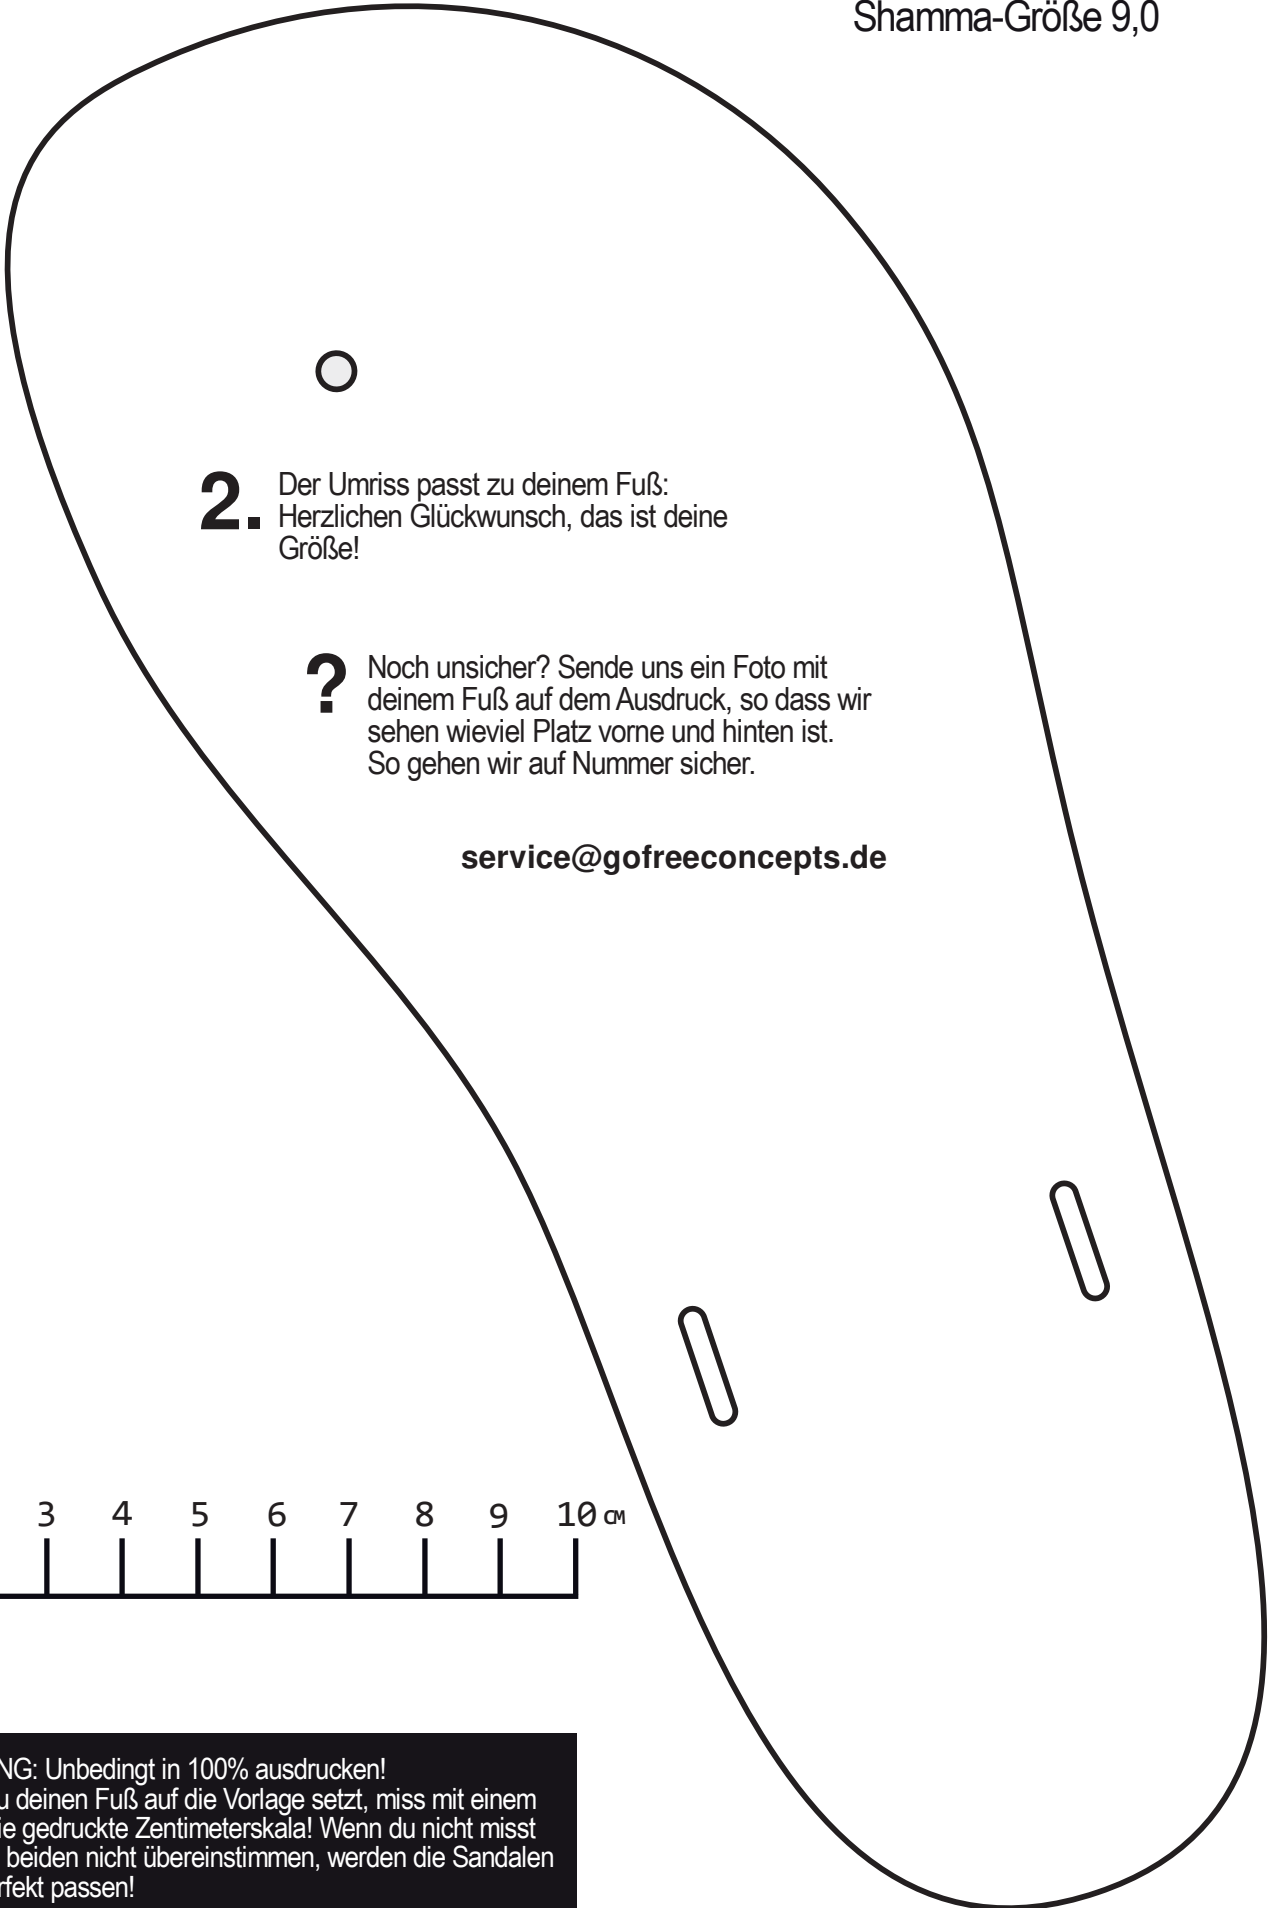 Shamma-Größe 9,0
2.
Der Umriss passt zu deinem Fuß:
Herzlichen Glückwunsch, das ist deine
Größe!
?
Noch unsicher? Sende uns ein Foto mit
deinem Fuß auf dem Ausdruck, so dass wir
sehen wieviel Platz vorne und hinten ist.
So gehen wir auf Nummer sicher.
service@gofreeconcepts.de
3 4 5 6 7 8 9 10 CM
NG: Unbedingt in 100% ausdrucken!
u deinen Fuß auf die Vorlage setzt, miss mit einem
ie gedruckte Zentimeterskala! Wenn du nicht misst
beiden nicht übereinstimmen, werden die Sandalen
rfekt passen!